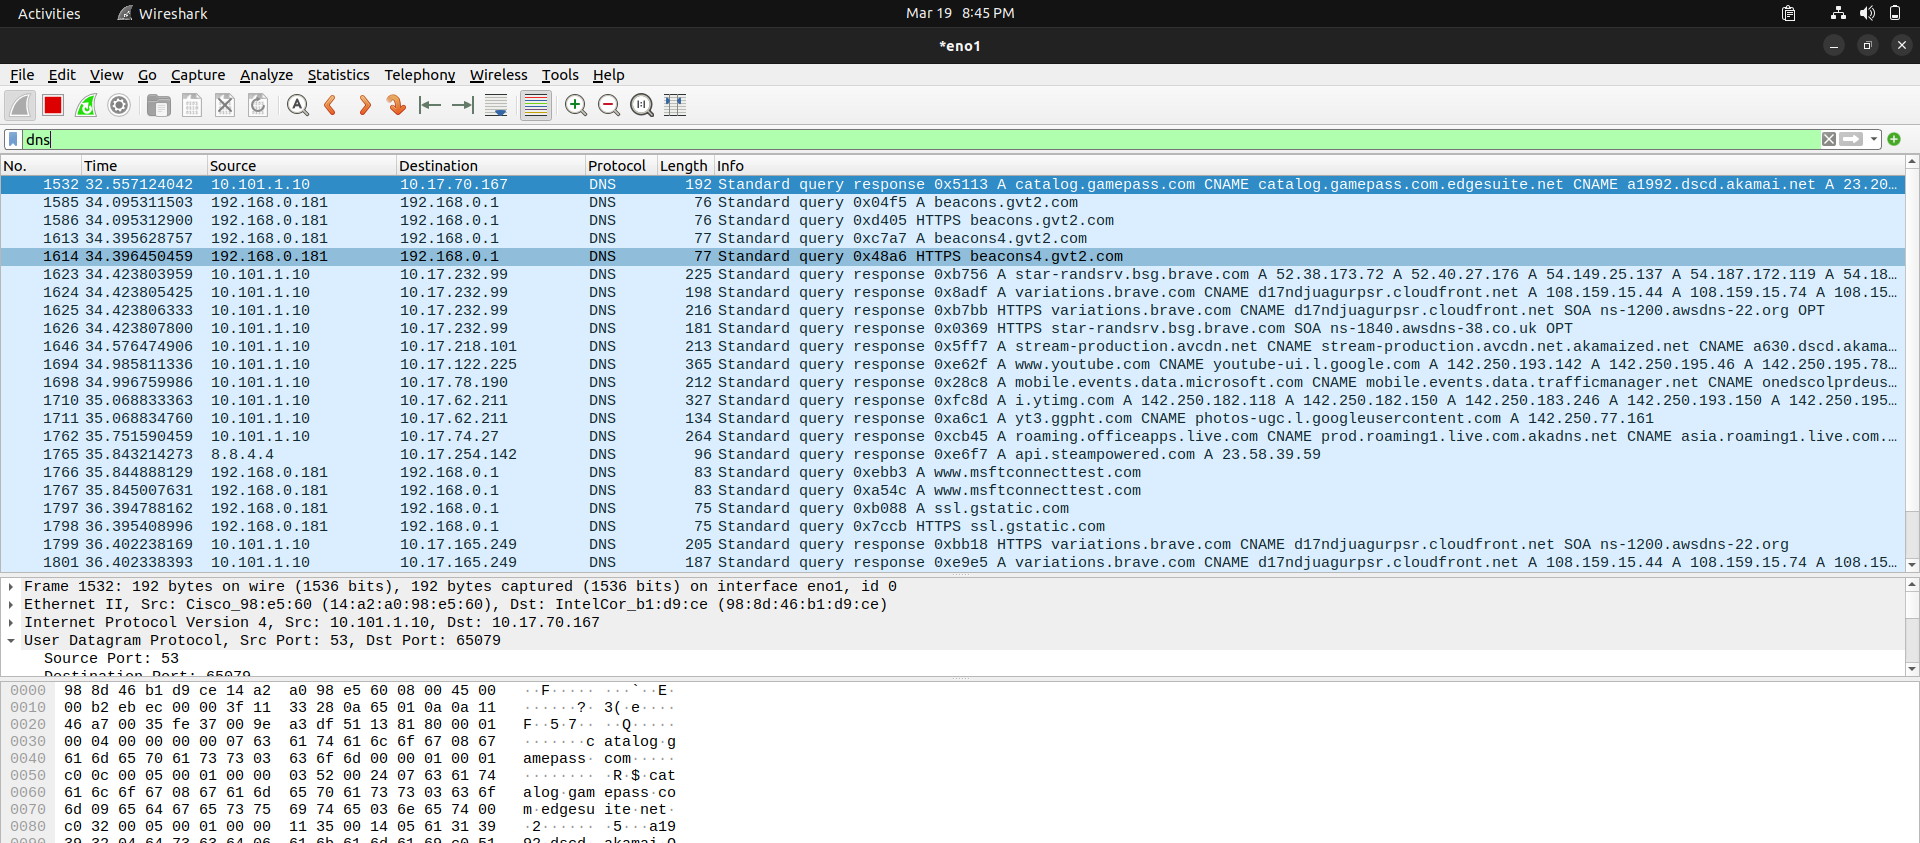 Activities Wireshark Mar 19 8:45 PM
*eno1
File Edit View Go Capture Analyze Statistics Telephony Wireless Tools Help
dns
No. Time Source Destination Protocol Length Info
1532 32.557124042 10.101.1.10 10.17.70.167 DNS 192 Standard query response 0x5113 A catalog.gamepass.com CNAME catalog.gamepass.com.edgesuite.net CNAME a1992.dscd.akamai.net A 23.20…
1585 34.095311503 192.168.0.181 192.168.0.1 DNS 76 Standard query 0x04f5 A beacons.gvt2.com
1586 34.095312900 192.168.0.181 192.168.0.1 DNS 76 Standard query 0xd405 HTTPS beacons.gvt2.com
1613 34.395628757 192.168.0.181 192.168.0.1 DNS 77 Standard query 0xc7a7 A beacons4.gvt2.com
1614 34.396450459 192.168.0.181 192.168.0.1 DNS 77 Standard query 0x48a6 HTTPS beacons4.gvt2.com
1623 34.423803959 10.101.1.10 10.17.232.99 DNS 225 Standard query response 0xb756 A star-randsrv.bsg.brave.com A 52.38.173.72 A 52.40.27.176 A 54.149.25.137 A 54.187.172.119 A 54.18…
1624 34.423805425 10.101.1.10 10.17.232.99 DNS 198 Standard query response 0x8adf A variations.brave.com CNAME d17ndjuagurpsr.cloudfront.net A 108.159.15.44 A 108.159.15.74 A 108.15…
1625 34.423806333 10.101.1.10 10.17.232.99 DNS 216 Standard query response 0xb7bb HTTPS variations.brave.com CNAME d17ndjuagurpsr.cloudfront.net SOA ns-1200.awsdns-22.org OPT
1626 34.423807800 10.101.1.10 10.17.232.99 DNS 181 Standard query response 0x0369 HTTPS star-randsrv.bsg.brave.com SOA ns-1840.awsdns-38.co.uk OPT
1646 34.576474906 10.101.1.10 10.17.218.101 DNS 213 Standard query response 0x5ff7 A stream-production.avcdn.net CNAME stream-production.avcdn.net.akamaized.net CNAME a630.dscd.akama…
1694 34.985811336 10.101.1.10 10.17.122.225 DNS 365 Standard query response 0xe62f A www.youtube.com CNAME youtube-ui.l.google.com A 142.250.193.142 A 142.250.195.46 A 142.250.195.78…
1698 34.996759986 10.101.1.10 10.17.78.190 DNS 212 Standard query response 0x28c8 A mobile.events.data.microsoft.com CNAME mobile.events.data.trafficmanager.net CNAME onedscolprdeus…
1710 35.068833363 10.101.1.10 10.17.62.211 DNS 327 Standard query response 0xfc8d A i.ytimg.com A 142.250.182.118 A 142.250.182.150 A 142.250.183.246 A 142.250.193.150 A 142.250.195…
1711 35.068834760 10.101.1.10 10.17.62.211 DNS 134 Standard query response 0xa6c1 A yt3.ggpht.com CNAME photos-ugc.l.googleusercontent.com A 142.250.77.161
1762 35.751590459 10.101.1.10 10.17.74.27 DNS 264 Standard query response 0xcb45 A roaming.officeapps.live.com CNAME prod.roaming1.live.com.akadns.net CNAME asia.roaming1.live.com.…
1765 35.843214273 8.8.4.4 10.17.254.142 DNS 96 Standard query response 0xe6f7 A api.steampowered.com A 23.58.39.59
1766 35.844888129 192.168.0.181 192.168.0.1 DNS 83 Standard query 0xebb3 A www.msftconnecttest.com
1767 35.845007631 192.168.0.181 192.168.0.1 DNS 83 Standard query 0xa54c A www.msftconnecttest.com
1797 36.394788162 192.168.0.181 192.168.0.1 DNS 75 Standard query 0xb088 A ssl.gstatic.com
1798 36.395408996 192.168.0.181 192.168.0.1 DNS 75 Standard query 0x7ccb HTTPS ssl.gstatic.com
1799 36.402238169 10.101.1.10 10.17.165.249 DNS 205 Standard query response 0xbb18 HTTPS variations.brave.com CNAME d17ndjuagurpsr.cloudfront.net SOA ns-1200.awsdns-22.org
1801 36.402338393 10.101.1.10 10.17.165.249 DNS 187 Standard query response 0xe9e5 A variations.brave.com CNAME d17ndjuagurpsr.cloudfront.net A 108.159.15.44 A 108.159.15.74 A 108.15…
Frame 1532: 192 bytes on wire (1536 bits), 192 bytes captured (1536 bits) on interface eno1, id 0
Ethernet II, Src: Cisco_98:e5:60 (14:a2:a0:98:e5:60), Dst: IntelCor_b1:d9:ce (98:8d:46:b1:d9:ce)
Internet Protocol Version 4, Src: 10.101.1.10, Dst: 10.17.70.167
User Datagram Protocol, Src Port: 53, Dst Port: 65079
Source Port: 53
Destination Port: 65079
0000 98 8d 46 b1 d9 ce 14 a2 a0 98 e5 60 08 00 45 00 ··F····· ···`··E·
0010 00 b2 eb ec 00 00 3f 11 33 28 0a 65 01 0a 0a 11 ······?· 3(·e····
0020 46 a7 00 35 fe 37 00 9e a3 df 51 13 81 80 00 01 F··5·7·· ··Q·····
0030 00 04 00 00 00 00 07 63 61 74 61 6c 6f 67 08 67 ·······c atalog·g
0040 61 6d 65 70 61 73 73 03 63 6f 6d 00 00 01 00 01 amepass· com·····
0050 c0 0c 00 05 00 01 00 00 03 52 00 24 07 63 61 74 ········ ·R·$·cat
0060 61 6c 6f 67 08 67 61 6d 65 70 61 73 73 03 63 6f alog·gam epass·co
0070 6d 09 65 64 67 65 73 75 69 74 65 03 6e 65 74 00 m·edgesu ite·net·
0080 c0 32 00 05 00 01 00 00 11 35 00 14 05 61 31 39 ·2······ ·5···a19
0090 39 32 04 64 73 63 64 06 61 6b 61 6d 61 69 c0 51 92·dscd· akamai·Q